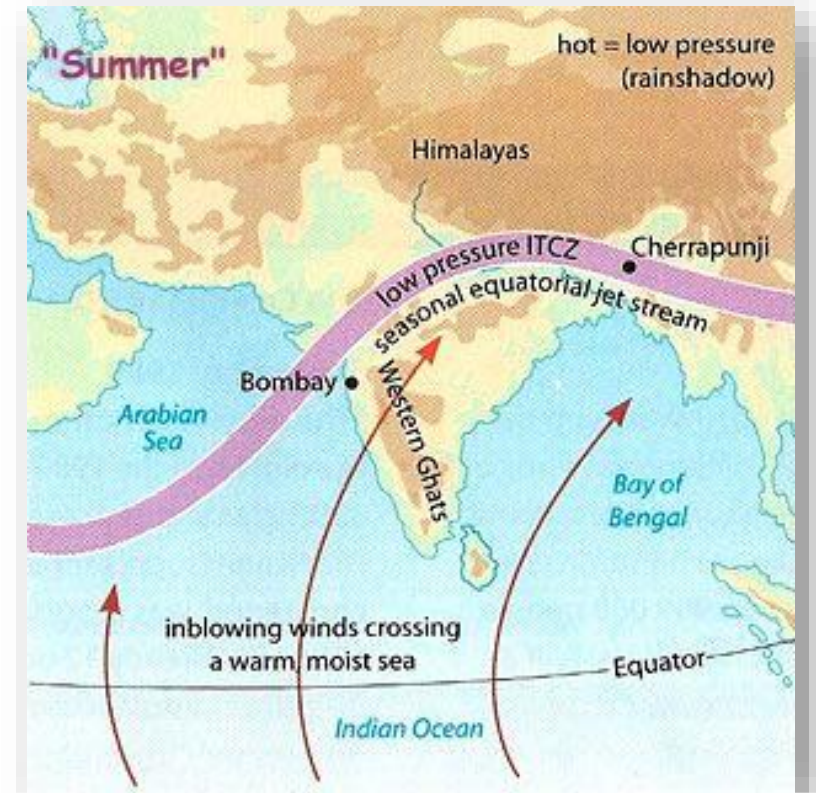 "Summer"
hot = low pressure
(rainshadow)
Himalayas
low pressure ITCZ
Cherrapunji
seasonal equatorial jet stream
Bombay
Western Ghats
Arabian
Sea
Bay of
Bengal
inblowing winds crossing
a warm, moist sea
Equator
Indian Ocean